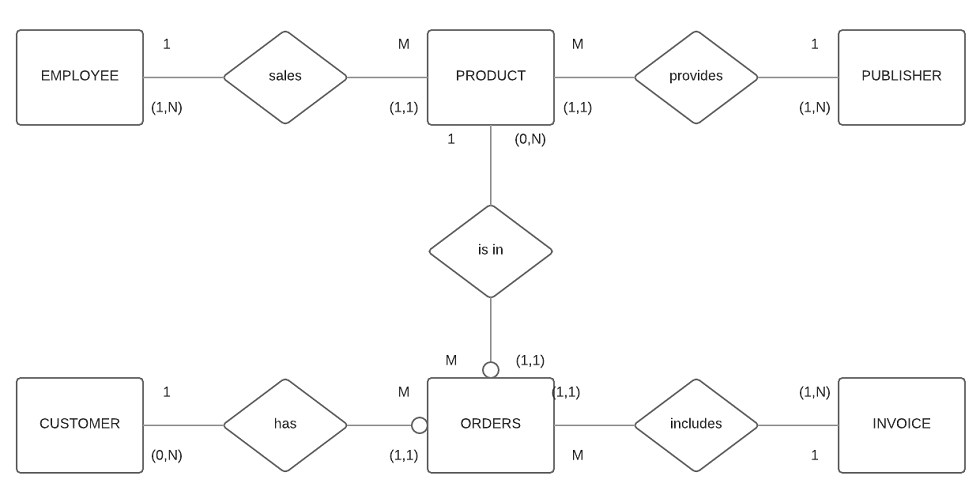 1 M M 1
EMPLOYEE sales PRODUCT provides PUBLISHER
(1,N) (1,1) (1,1) (1,N)
1 (0,N)
is in
M (1,1)
1 M (1,1) (1,N)
CUSTOMER has ORDERS includes INVOICE
(0,N) (1,1) M 1